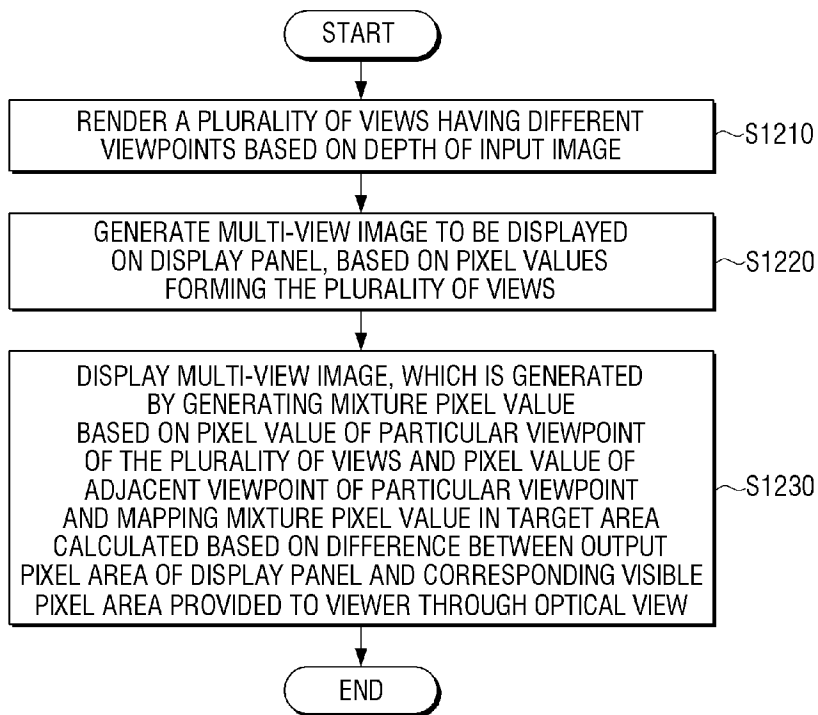 START
RENDER A PLURALITY OF VIEWS HAVING DIFFERENT
VIEWPOINTS BASED ON DEPTH OF INPUT IMAGE
S1210
GENERATE MULTI-VIEW IMAGE TO BE DISPLAYED
ON DISPLAY PANEL, BASED ON PIXEL VALUES
FORMING THE PLURALITY OF VIEWS
S1220
DISPLAY MULTI-VIEW IMAGE, WHICH IS GENERATED
BY GENERATING MIXTURE PIXEL VALUE
BASED ON PIXEL VALUE OF PARTICULAR VIEWPOINT
OF THE PLURALITY OF VIEWS AND PIXEL VALUE OF
ADJACENT VIEWPOINT OF PARTICULAR VIEWPOINT
AND MAPPING MIXTURE PIXEL VALUE IN TARGET AREA
CALCULATED BASED ON DIFFERENCE BETWEEN OUTPUT
PIXEL AREA OF DISPLAY PANEL AND CORRESPONDING VISIBLE
PIXEL AREA PROVIDED TO VIEWER THROUGH OPTICAL VIEW
S1230
END